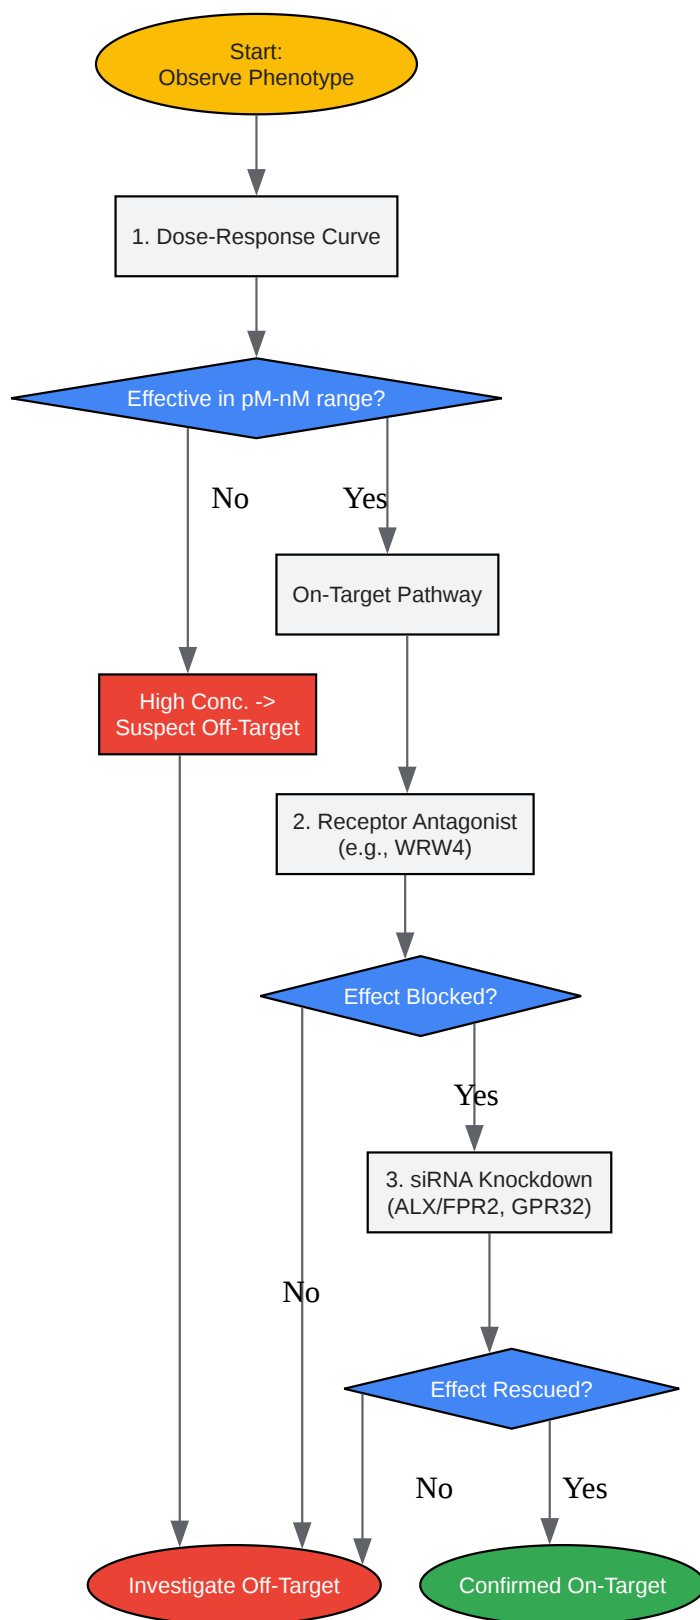 Start:
Observe Phenotype
1. Dose-Response Curve
Effective in pM-nM range?
No
Yes
On-Target Pathway
High Conc. ->
Suspect Off-Target
2. Receptor Antagonist
(e.g., WRW4)
Effect Blocked?
Yes
3. siRNA Knockdown
(ALX/FPR2, GPR32)
No
Effect Rescued?
No
Yes
Investigate Off-Target
Confirmed On-Target